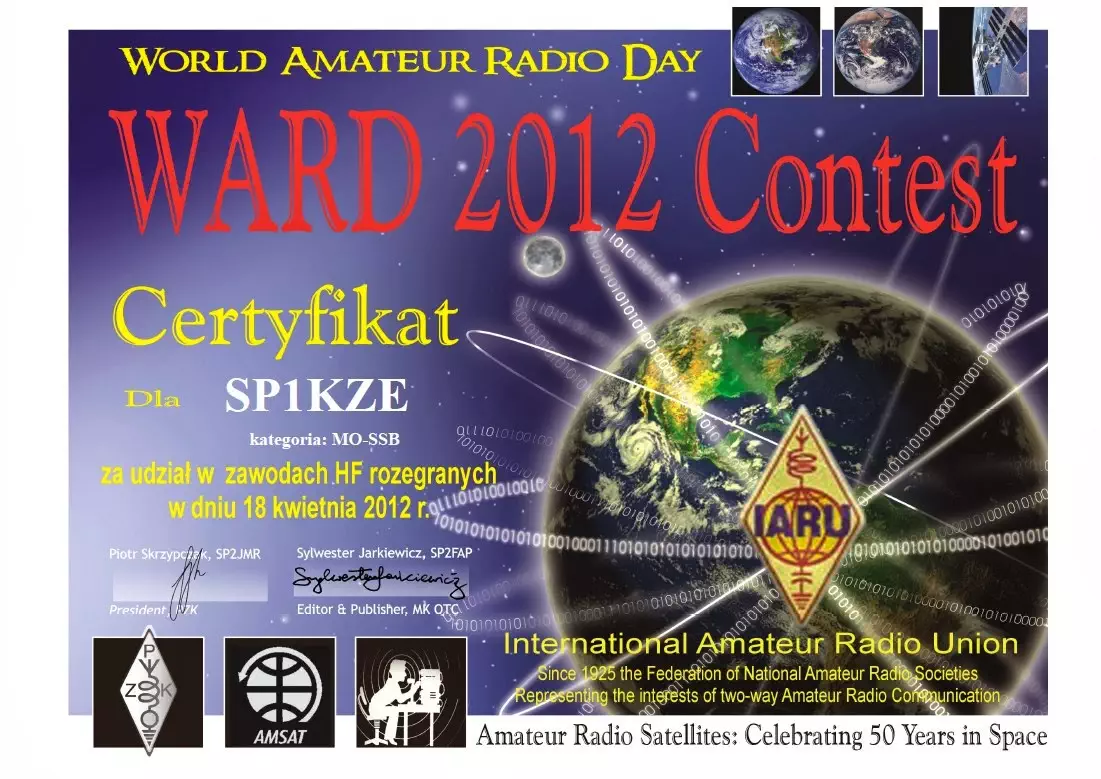 WORLD AMATEUR RADIO DAY
WARD 2012 Contest
Certyfikat
Dla SP1KZE
kategoria: MO-SSB
za udział w zawodach HF rozegranych
w dniu 18 kwietnia 2012 r.
Piotr Skrzypczak, SP2JMR
Sylwester Jarkiewicz, SP2FAP
Sylwester Jarkiewicz
President PZK
Editor & Publisher, MK OTC
IARU
International Amateur Radio Union
Since 1925 the Federation of National Amateur Radio Societies
Representing the interests of two-way Amateur Radio Communication
P
Z K
AMSAT
Amateur Radio Satellites: Celebrating 50 Years in Space